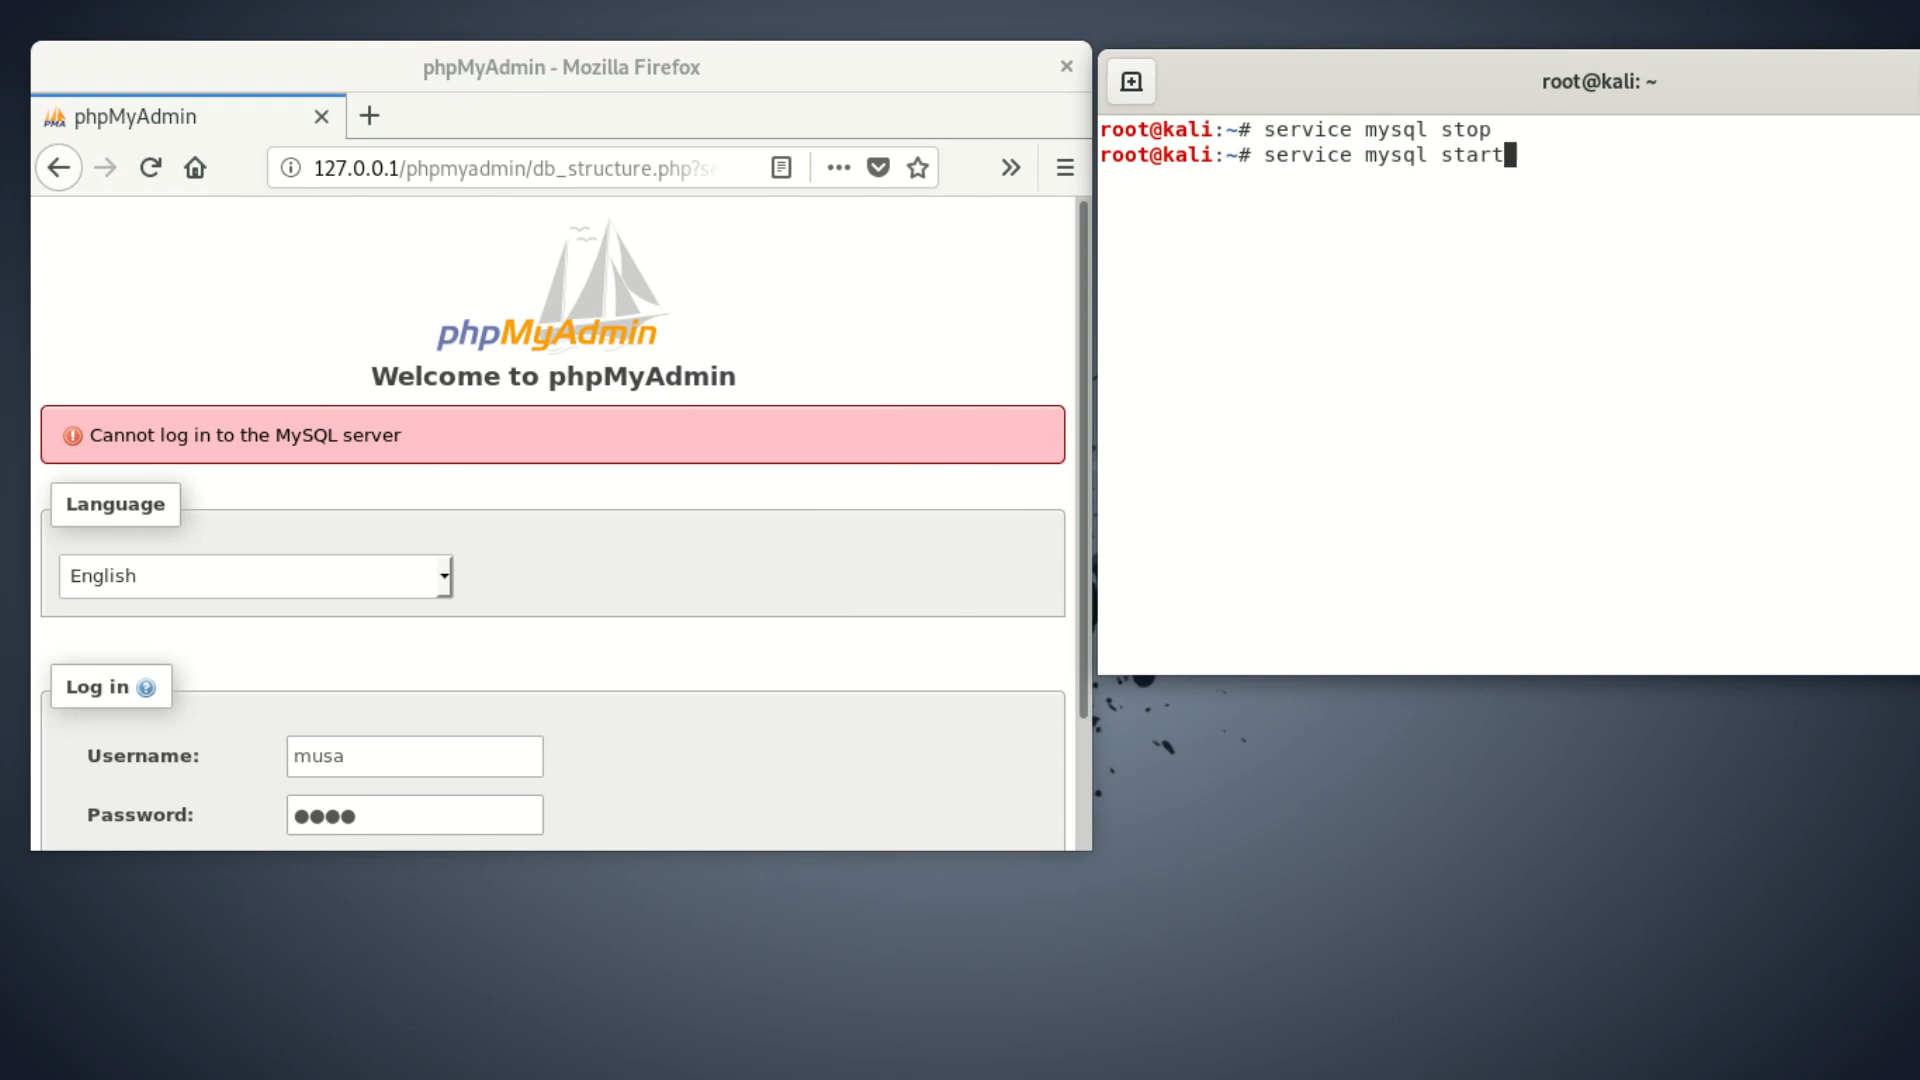 phpMyAdmin - Mozilla Firefox
phpMyAdmin
127.0.0.1/phpmyadmin/db_structure.php?se
phpMyAdmin
Welcome to phpMyAdmin
Cannot log in to the MySQL server
Language
English
Log in
Username:
musa
Password:
root@kali: ~
root@kali:~# service mysql stop
root@kali:~# service mysql start